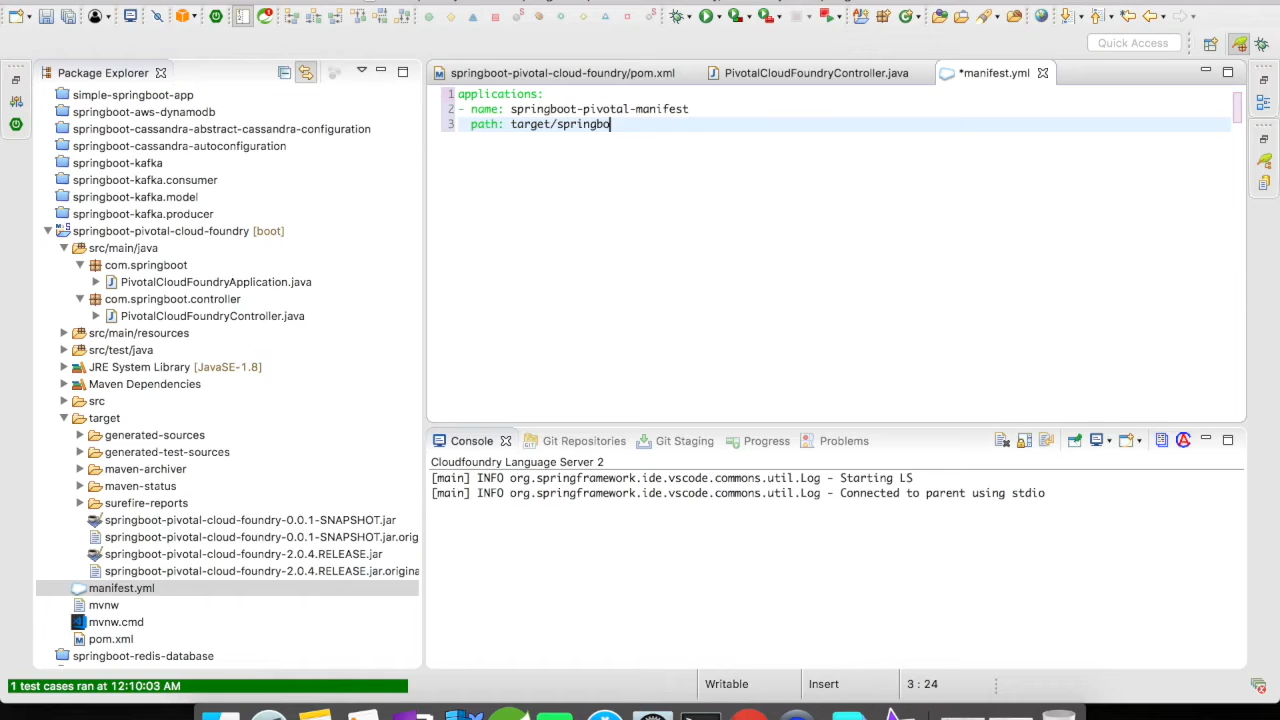 Quick Access
Package Explorer
simple-springboot-app
springboot-aws-dynamodb
springboot-cassandra-abstract-cassandra-configuration
springboot-cassandra-autoconfiguration
springboot-kafka
springboot-kafka.consumer
springboot-kafka.model
springboot-kafka.producer
springboot-pivotal-cloud-foundry [boot]
src/main/java
com.springboot
PivotalCloudFoundryApplication.java
com.springboot.controller
PivotalCloudFoundryController.java
src/main/resources
src/test/java
JRE System Library [JavaSE-1.8]
Maven Dependencies
src
target
generated-sources
generated-test-sources
maven-archiver
maven-status
surefire-reports
springboot-pivotal-cloud-foundry-0.0.1-SNAPSHOT.jar
springboot-pivotal-cloud-foundry-0.0.1-SNAPSHOT.jar.orig
springboot-pivotal-cloud-foundry-2.0.4.RELEASE.jar
springboot-pivotal-cloud-foundry-2.0.4.RELEASE.jar.origina
manifest.yml
mvnw
mvnw.cmd
pom.xml
springboot-redis-database
springboot-pivotal-cloud-foundry/pom.xml
PivotalCloudFoundryController.java
*manifest.yml
1 applications:
2 - name: springboot-pivotal-manifest
3 path: target/springbo
Console
Git Repositories
Git Staging
Progress
Problems
Cloudfoundry Language Server 2
[main] INFO org.springframework.ide.vscode.commons.util.Log - Starting LS
[main] INFO org.springframework.ide.vscode.commons.util.Log - Connected to parent using stdio
1 test cases ran at 12:10:03 AM
Writable
Insert
3 : 24